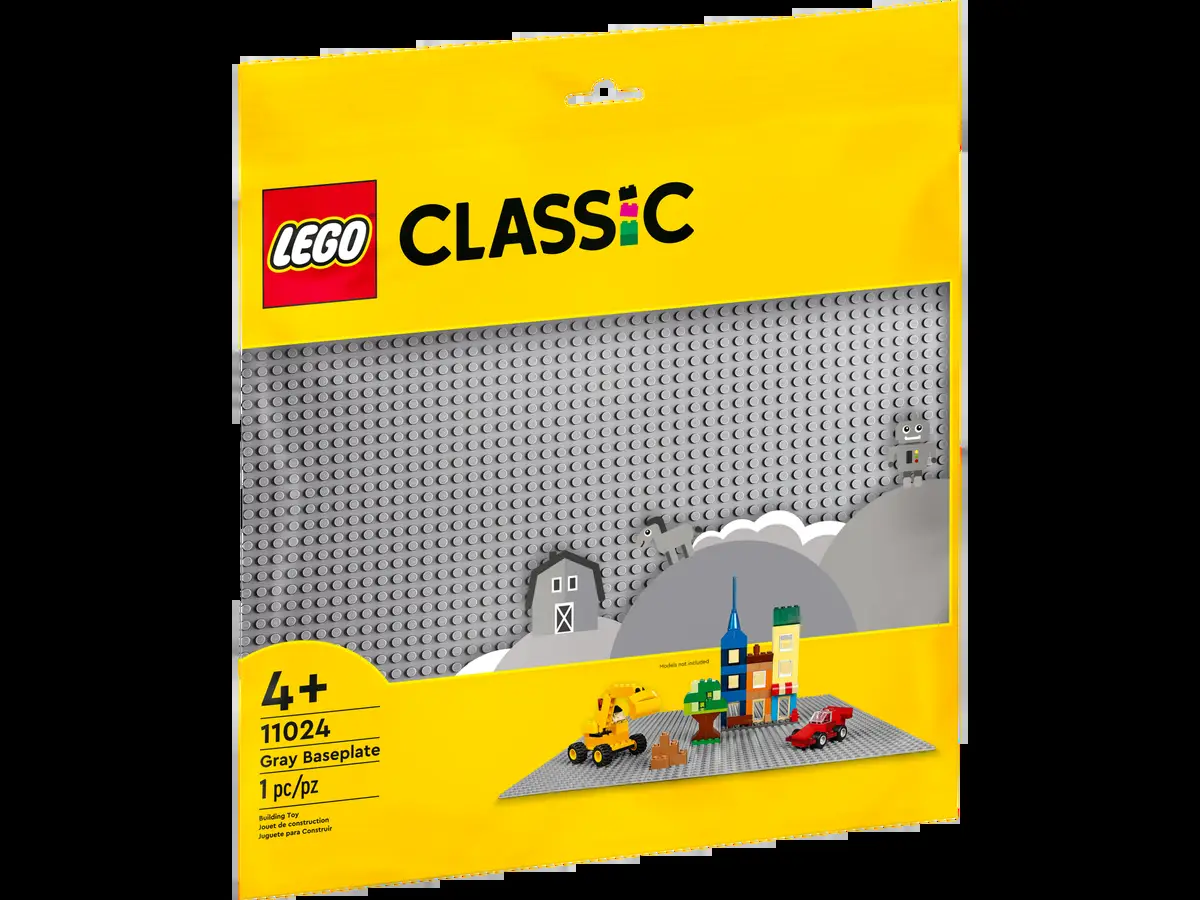 LEGO CLASSIC
4+
11024
Gray Baseplate
1 pc/pz
Building Toy
Jouet de construction
Juguete para Construir
Models not included